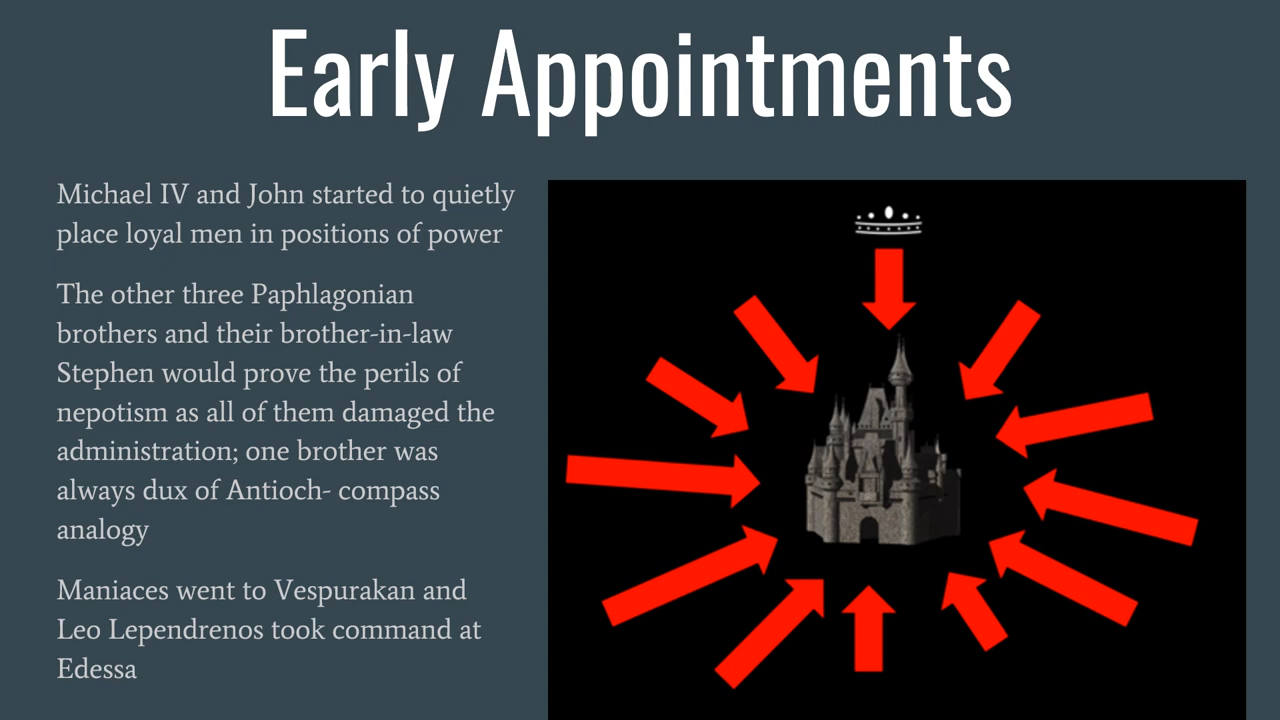 Early Appointments
Michael IV and John started to quietly
place loyal men in positions of power
The other three Paphlagonian
brothers and their brother-in-law
Stephen would prove the perils of
nepotism as all of them damaged the
administration; one brother was
always dux of Antioch- compass
analogy
Maniaces went to Vespurakan and
Leo Lependrenos took command at
Edessa